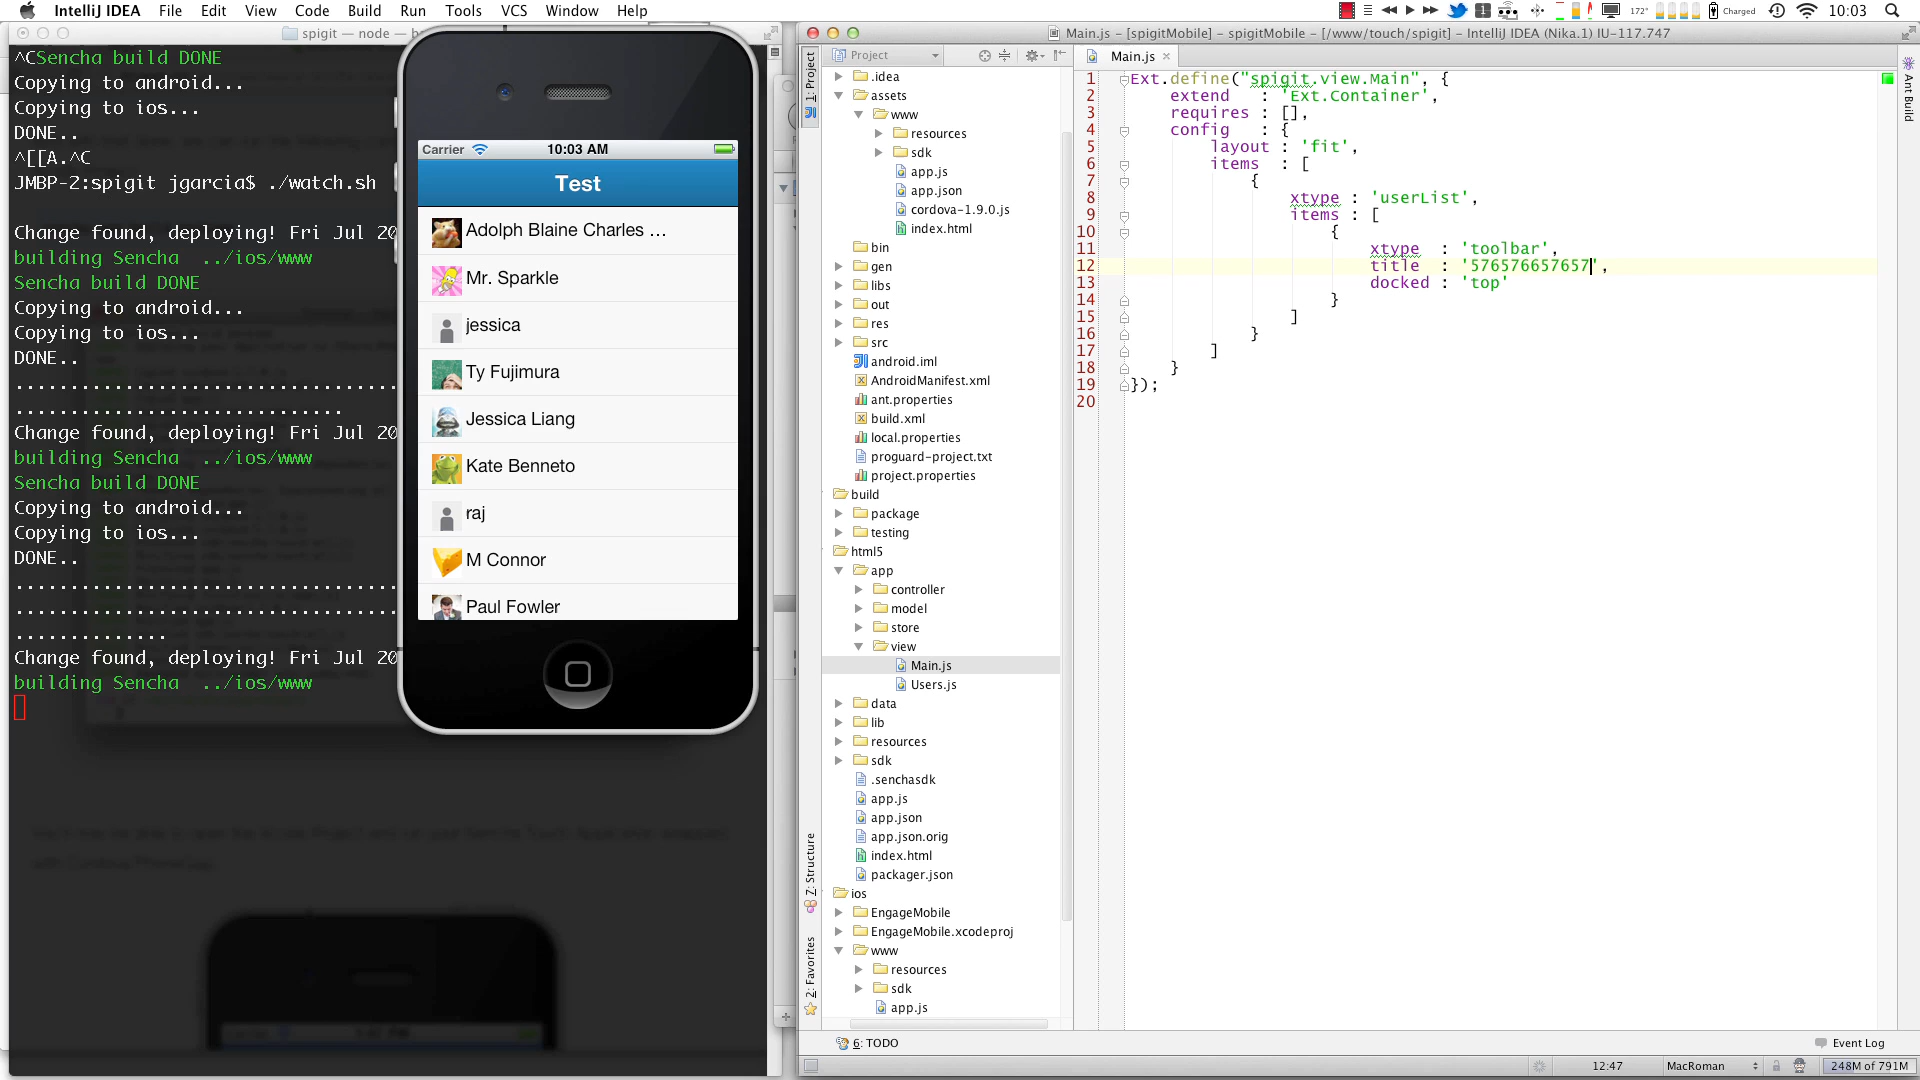 IntelliJ IDEA File Edit View Code Build Run Tools VCS Window Help 1 172° Charged 10:03
spigit — node — b
^CSencha build DONE
Copying to android...
Copying to ios...
DONE..
^[[A.^C
JMBP-2:spigit jgarcia$ ./watch.sh
Change found, deploying! Fri Jul 20
building Sencha ../ios/www
Sencha build DONE
Copying to android...
Copying to ios...
DONE..
Change found, deploying! Fri Jul 20
building Sencha ../ios/www
Sencha build DONE
Copying to android...
Copying to ios...
DONE..
Change found, deploying! Fri Jul 20
building Sencha ../ios/www
Carrier 10:03 AM
Test
Adolph Blaine Charles ...
Mr. Sparkle
jessica
Ty Fujimura
Jessica Liang
Kate Benneto
raj
M Connor
Paul Fowler
Main.js - [spigitMobile] - spigitMobile - [/www/touch/spigit] - IntelliJ IDEA (Nika.1) IU-117.747
1: Project
7: Structure
2: Favorites
Project
.idea
assets
www
resources
sdk
app.js
app.json
cordova-1.9.0.js
index.html
bin
gen
libs
out
res
src
android.iml
AndroidManifest.xml
ant.properties
build.xml
local.properties
proguard-project.txt
project.properties
build
package
testing
html5
app
controller
model
store
view
Main.js
Users.js
data
lib
resources
sdk
.senchasdk
app.js
app.json
app.json.orig
index.html
packager.json
ios
EngageMobile
EngageMobile.xcodeproj
www
resources
sdk
app.js
Main.js
1 Ext.define("spigit.view.Main", {
2 extend : 'Ext.Container',
3 requires : [],
4 config : {
5 layout : 'fit',
6 items : [
7 {
8 xtype : 'userList',
9 items : [
10 {
11 xtype : 'toolbar',
12 title : '576576657657',
13 docked : 'top'
14 }
15 ]
16 }
17 ]
18 }
19 });
20
Ant Build
6: TODO
Event Log
12:47 MacRoman 248M of 791M